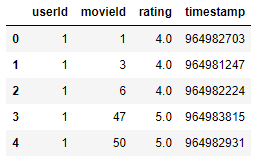 userId movieId rating timestamp
0 1 1 4.0 964982703
1 1 3 4.0 964981247
2 1 6 4.0 964982224
3 1 47 5.0 964983815
4 1 50 5.0 964982931